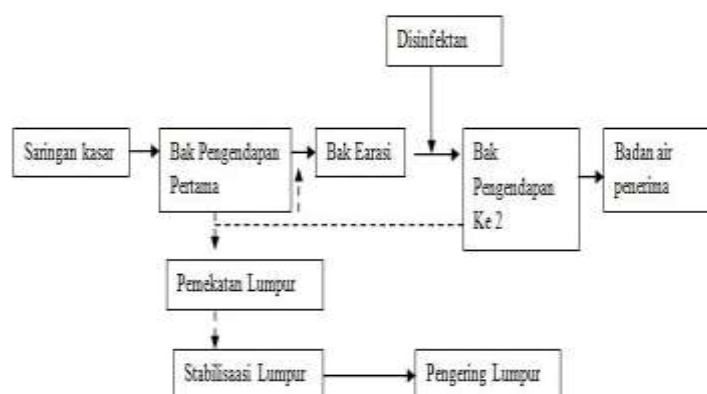 Disinfektan
Saringan kasar
Bak Pengendapan
Pertama
Bak Earasi
Bak
Pengendapan
Ke 2
Badan air
penerima
Pemekatan Lumpur
Stabilisaasi Lumpur
Pengering Lumpur